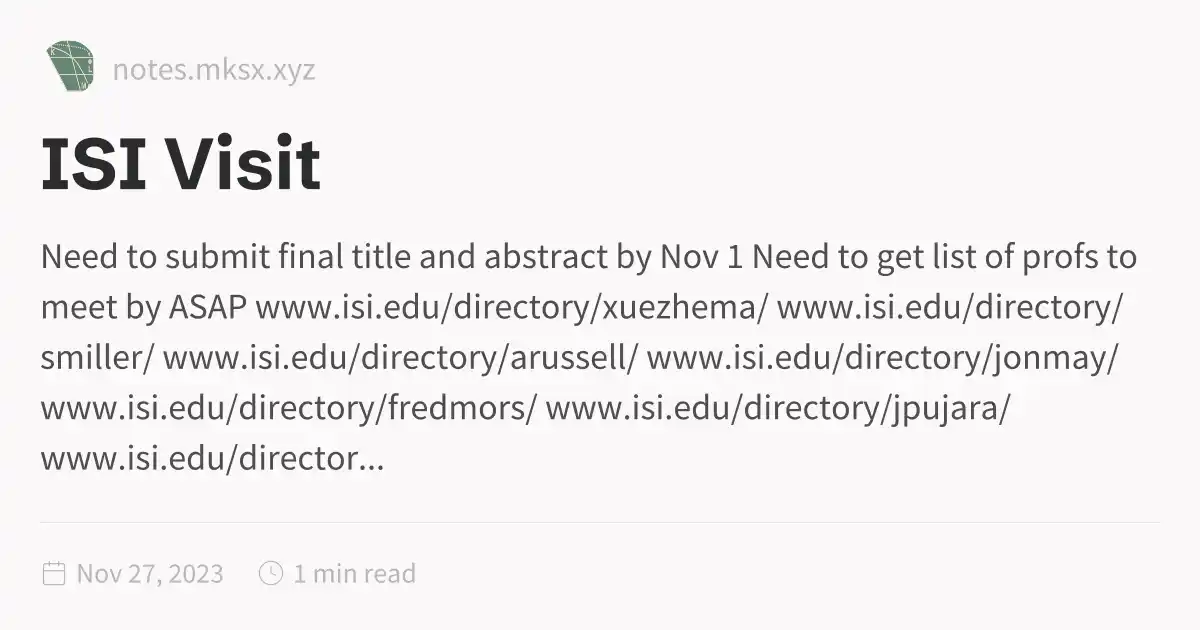 notes.mksx.xyz
ISI Visit
Need to submit final title and abstract by Nov 1 Need to get list of profs to
meet by ASAP www.isi.edu/directory/xuezhema/ www.isi.edu/directory/
smiller/ www.isi.edu/directory/arussell/ www.isi.edu/directory/jonmay/
www.isi.edu/directory/fredmors/ www.isi.edu/directory/jpujara/
www.isi.edu/director...
Nov 27, 2023 1 min read